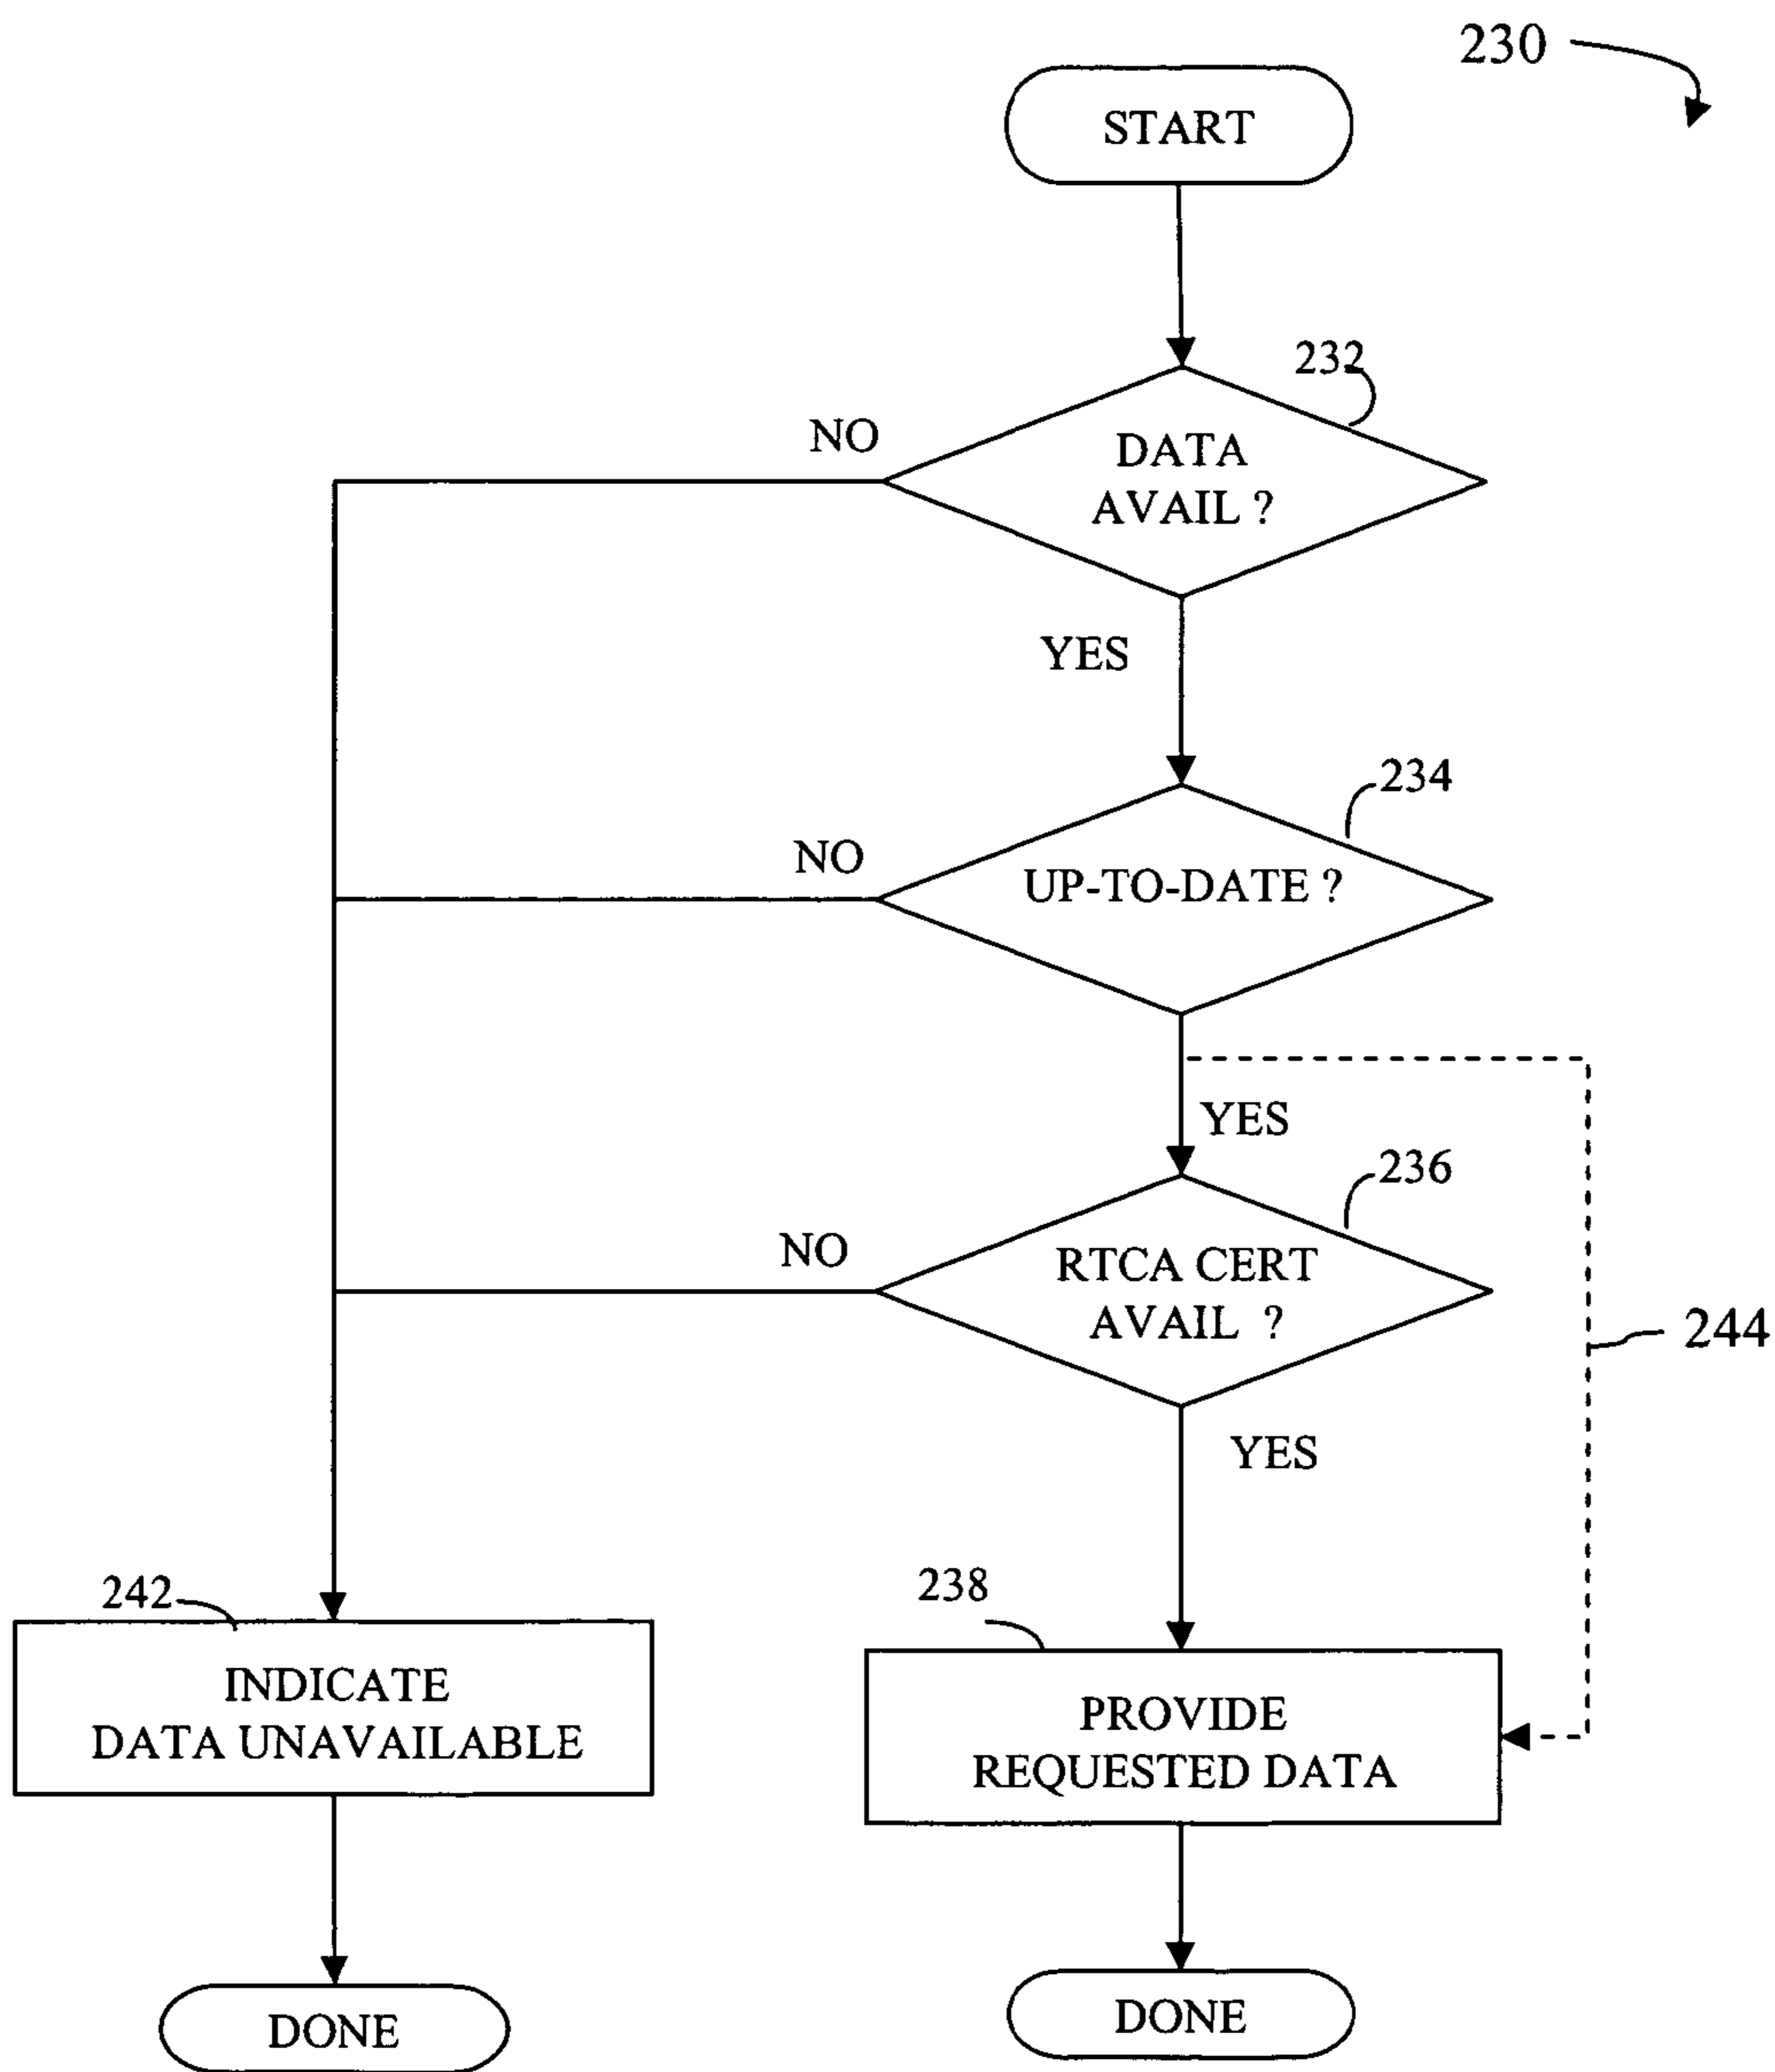 230
START
232
NO
DATA
AVAIL ?
YES
234
NO
UP-TO-DATE ?
YES
236
NO
RTCA CERT
AVAIL ?
244
YES
242
238
INDICATE
DATA UNAVAILABLE
PROVIDE
REQUESTED DATA
DONE
DONE